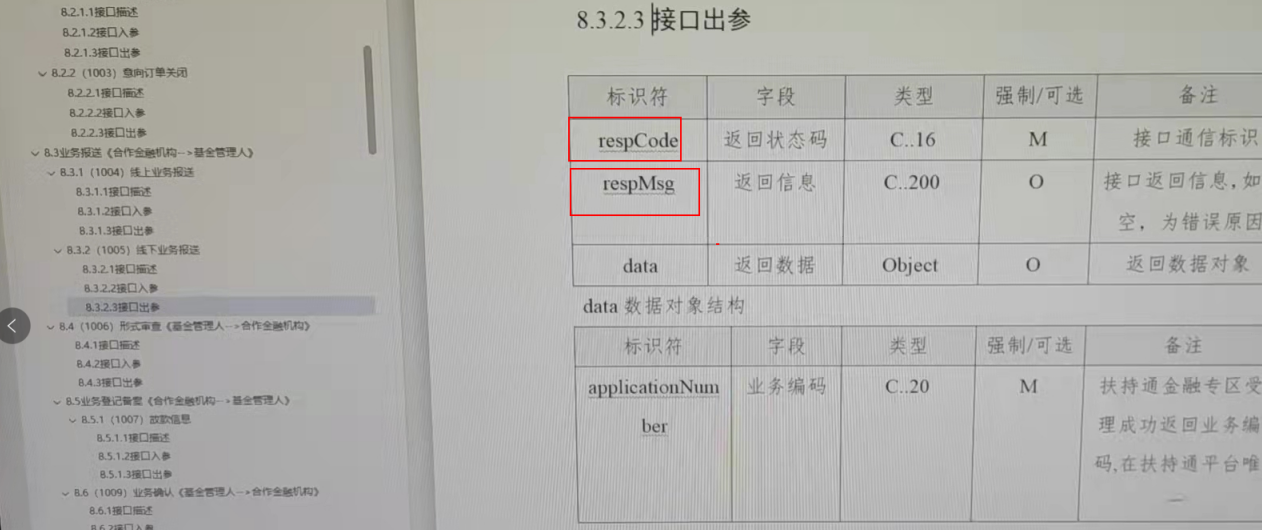 8.2.1.1接口描述
8.2.1.2接口入参
8.2.1.3接口出参
8.2.2（1003）意向订单关闭
8.2.2.1接口描述
8.2.2.2接口入参
8.2.2.3接口出参
8.3业务报送《合作金融机构-->基金管理人》
8.3.1（1004）线上业务报送
8.3.1.1接口描述
8.3.1.2接口入参
8.3.1.3接口出参
8.3.2（1005）线下业务报送
8.3.2.1接口描述
8.3.2.2接口入参
8.3.2.3接口出参
8.4（1006）形式审查《基金管理人-->合作金融机构》
8.4.1接口描述
8.4.2接口入参
8.4.3接口出参
8.5业务登记备案《合作金融机构-->基金管理人》
8.5.1（1007）放款信息
8.5.1.1接口描述
8.5.1.2接口入参
8.5.1.3接口出参
8.6（1009）业务确认《基金管理人-->合作金融机构》
8.6.1接口描述
8.6.2接口入参
8.3.2.3 接口出参
标识符 字段 类型 强制/可选 备注
respCode 返回状态码 C..16 M 接口通信标识
respMsg 返回信息 C..200 O 接口返回信息,如
空，为错误原因
data 返回数据 Object O 返回数据对象
data 数据对象结构
标识符 字段 类型 强制/可选 备注
applicationNum 业务编码 C..20 M 扶持通金融专区受
ber 理成功返回业务编
码,在扶持通平台唯
一